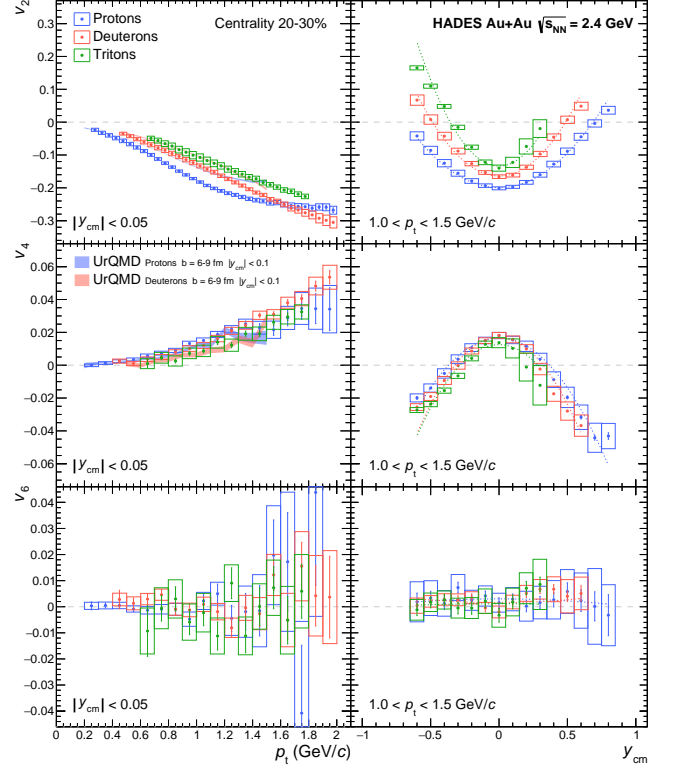 v2
0.3
0.2
0.1
0
−0.1
−0.2
−0.3
Protons
Deuterons
Tritons
Centrality 20-30%
|ycm| < 0.05
HADES Au+Au √sNN = 2.4 GeV
1.0 < pt < 1.5 GeV/c
v4
0.06
0.04
0.02
0
−0.02
−0.04
−0.06
UrQMD Protons b = 6-9 fm |ycm| < 0.1
UrQMD Deuterons b = 6-9 fm |ycm| < 0.1
|ycm| < 0.05
1.0 < pt < 1.5 GeV/c
v6
0.04
0.03
0.02
0.01
0
−0.01
−0.02
−0.03
−0.04
|ycm| < 0.05
1.0 < pt < 1.5 GeV/c
0 0.2 0.4 0.6 0.8 1 1.2 1.4 1.6 1.8 2
−1 −0.5 0 0.5 1
pt (GeV/c)
ycm